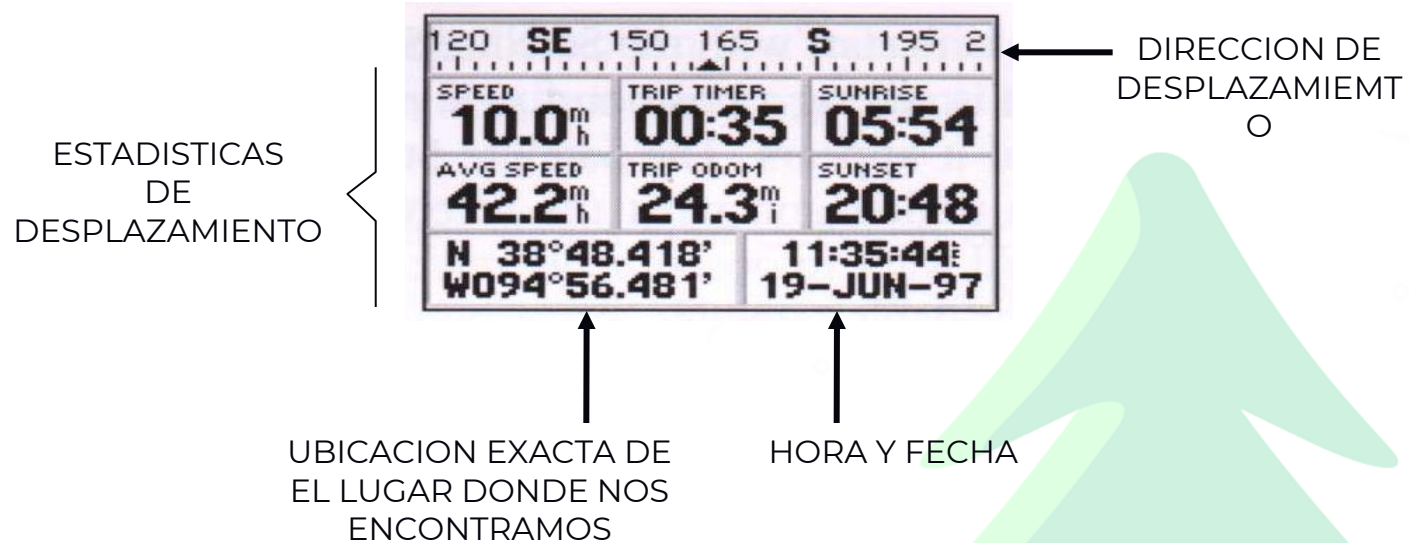 120 SE 150 165 S 195 2
SPEED TRIP TIMER SUNRISE
10.0mh 00:35 05:54
AVG SPEED TRIP ODOM SUNSET
42.2mh 24.3mi 20:48
N 38°48.418' 11:35:44
W094°56.481' 19-JUN-97
DIRECCION DE
DESPLAZAMIEMT
O
ESTADISTICAS
DE
DESPLAZAMIENTO
UBICACION EXACTA DE
EL LUGAR DONDE NOS
ENCONTRAMOS
HORA Y FECHA